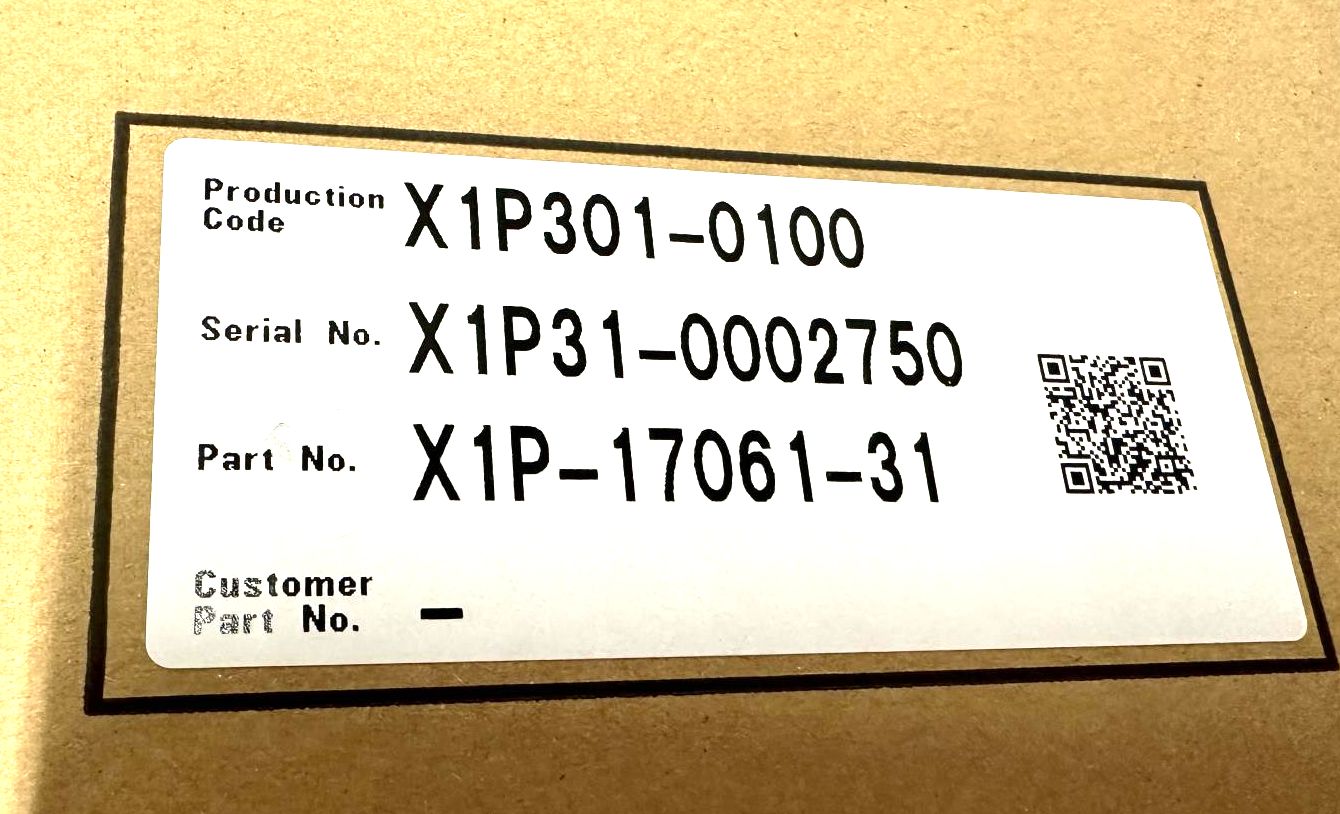 Production Code X1P301-0100
Serial No. X1P31-0002750
Part No. X1P-17061-31
Customer Part No. -